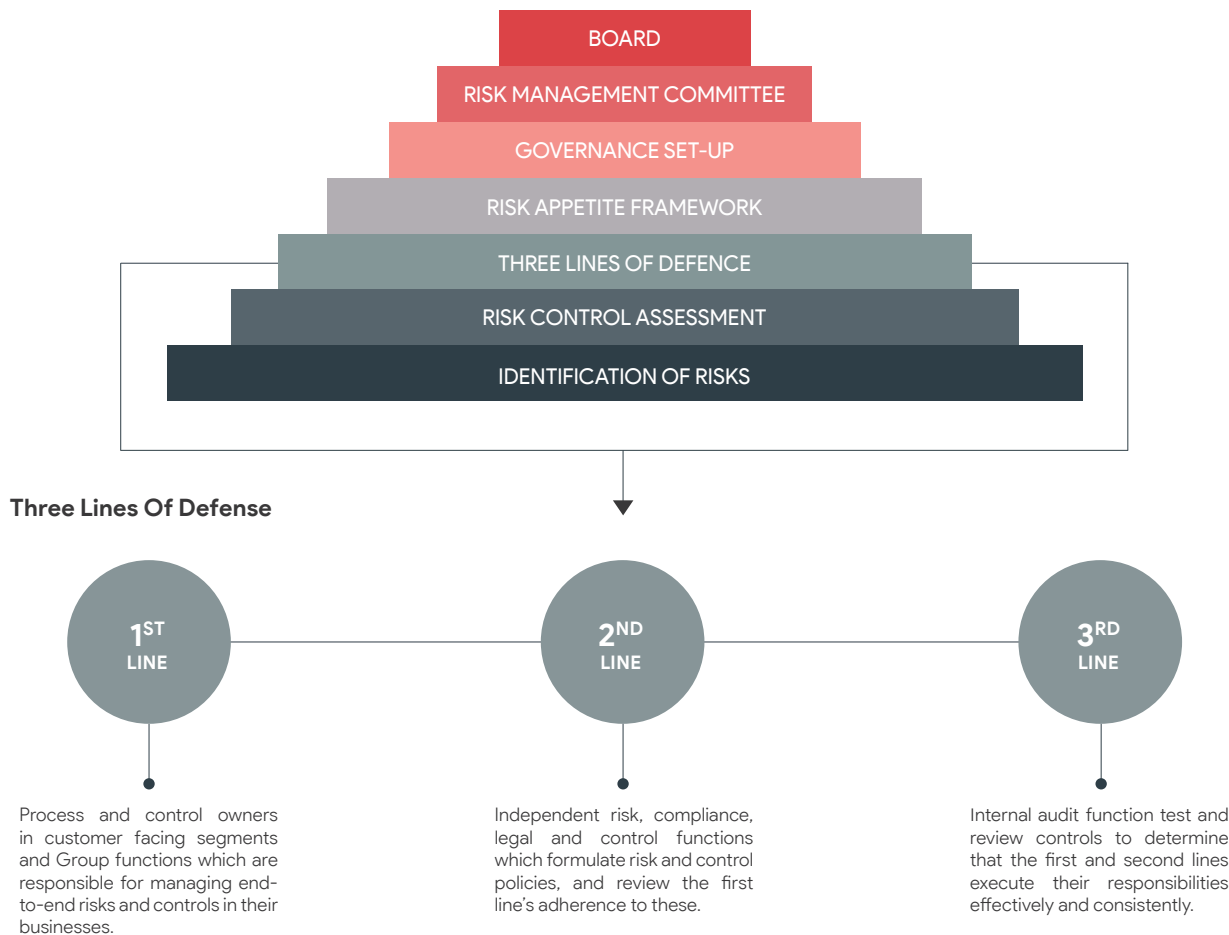 BOARD
RISK MANAGEMENT COMMITTEE
GOVERNANCE SET-UP
RISK APPETITE FRAMEWORK
THREE LINES OF DEFENCE
RISK CONTROL ASSESSMENT
IDENTIFICATION OF RISKS
Three Lines Of Defense
1ST
LINE
2ND
LINE
3RD
LINE
Process and control owners
in customer facing segments
and Group functions which are
responsible for managing end-
to-end risks and controls in their
businesses.
Independent risk, compliance,
legal and control functions
which formulate risk and control
policies, and review the first
line's adherence to these.
Internal audit function test and
review controls to determine
that the first and second lines
execute their responsibilities
effectively and consistently.